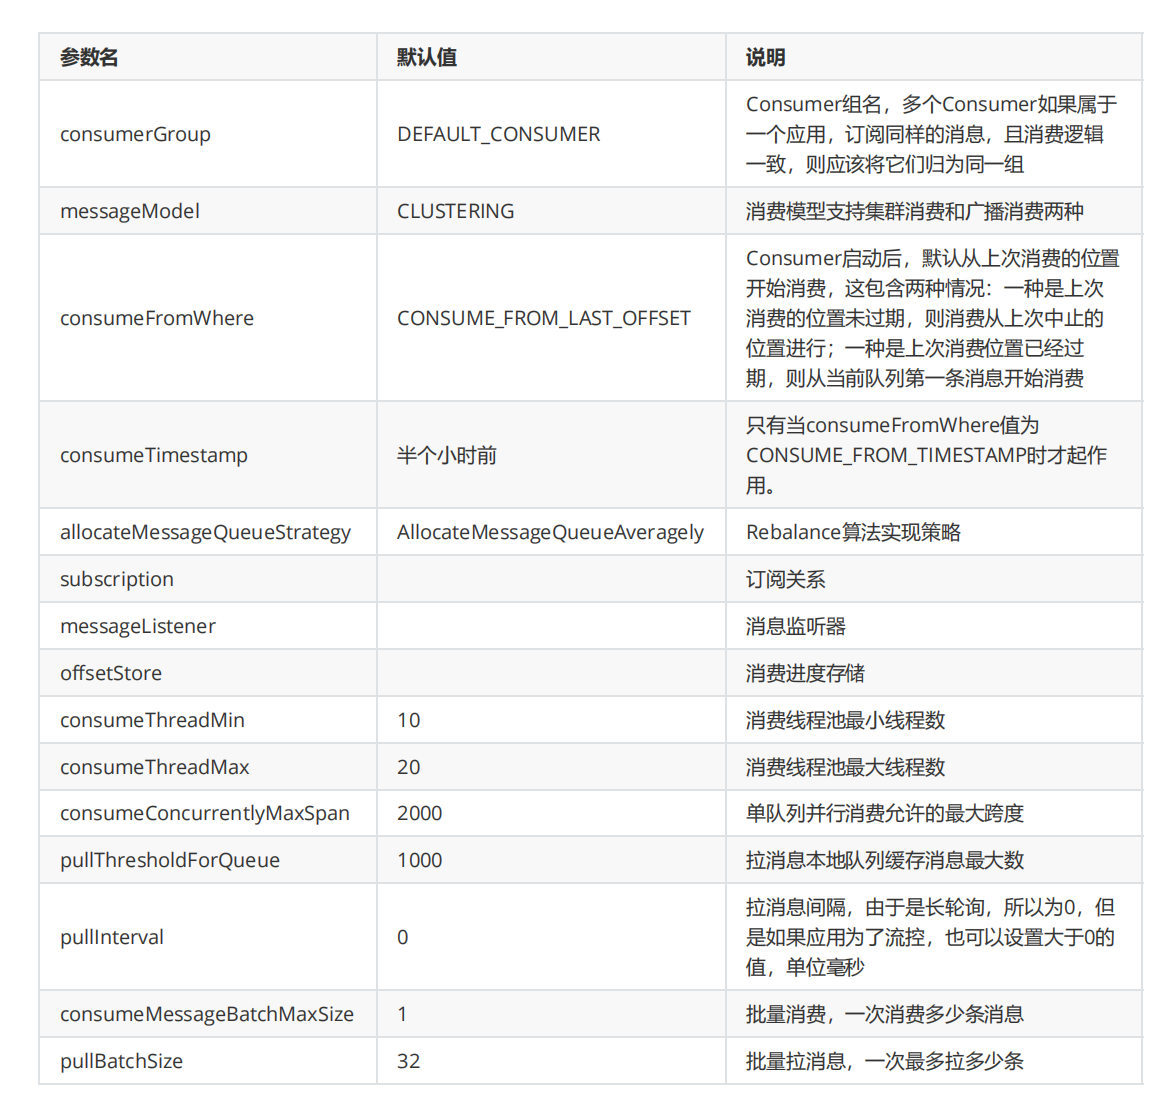 参数名 默认值 说明
consumerGroup DEFAULT_CONSUMER Consumer组名，多个Consumer如果属于
一个应用，订阅同样的消息，且消费逻辑
一致，则应该将它们归为同一组
messageModel CLUSTERING 消费模型支持集群消费和广播消费两种
consumeFromWhere CONSUME_FROM_LAST_OFFSET Consumer启动后，默认从上次消费的位置
开始消费，这包含两种情况：一种是上次
消费的位置未过期，则消费从上次中止的
位置进行；一种是上次消费位置已经过
期，则从当前队列第一条消息开始消费
consumeTimestamp 半个小时前 只有当consumeFromWhere值为
CONSUME_FROM_TIMESTAMP时才起作
用。
allocateMessageQueueStrategy AllocateMessageQueueAveragely Rebalance算法实现策略
subscription 订阅关系
messageListener 消息监听器
offsetStore 消费进度存储
consumeThreadMin 10 消费线程池最小线程数
consumeThreadMax 20 消费线程池最大线程数
consumeConcurrentlyMaxSpan 2000 单队列并行消费允许的最大跨度
pullThresholdForQueue 1000 拉消息本地队列缓存消息最大数
pullInterval 0 拉消息间隔，由于是长轮询，所以为0，但
是如果应用为了流控，也可以设置大于0的
值，单位毫秒
consumeMessageBatchMaxSize 1 批量消费，一次消费多少条消息
pullBatchSize 32 批量拉消息，一次最多拉多少条